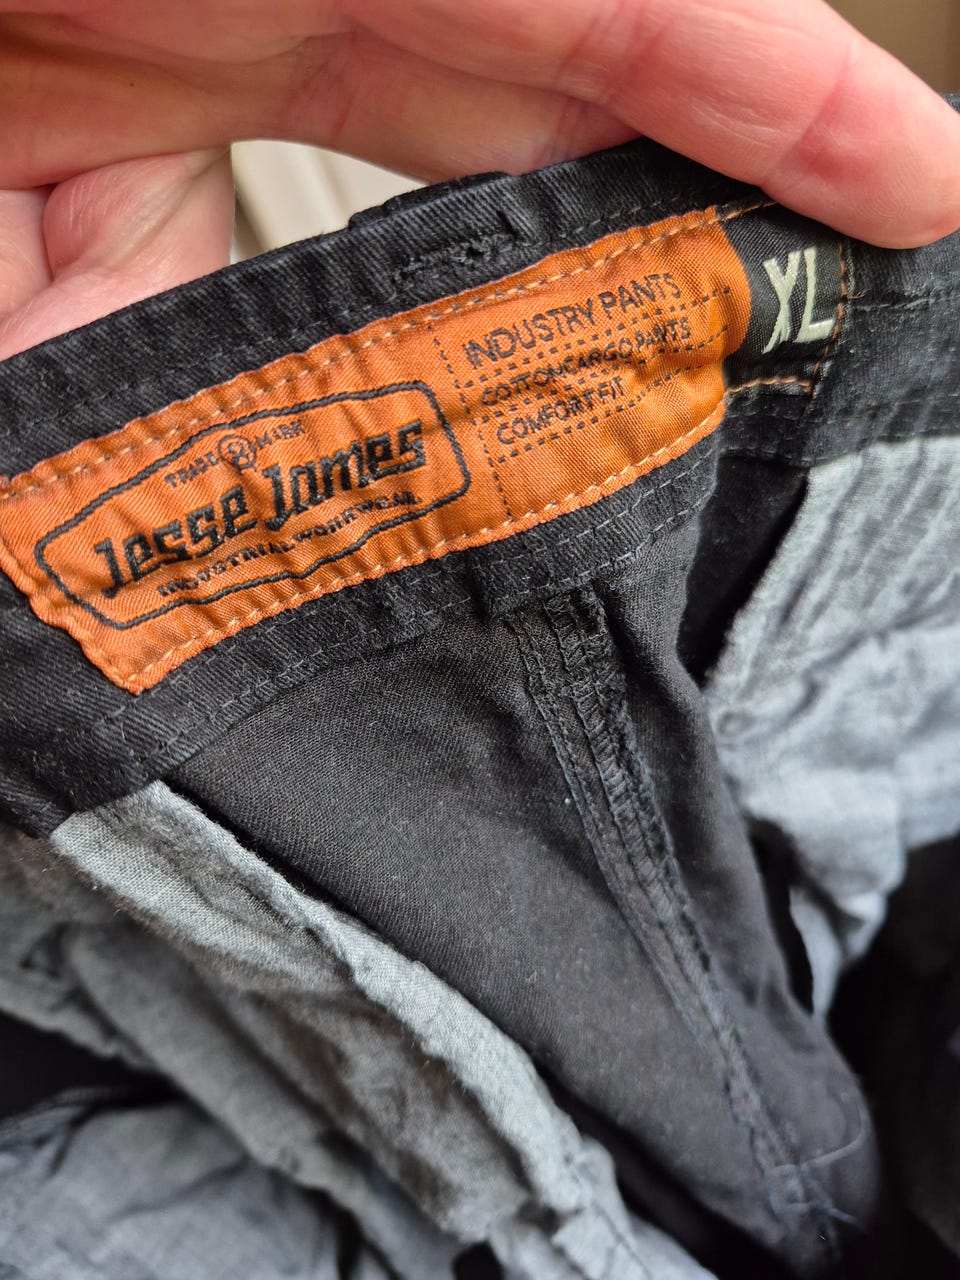 TRADE MARK
Jesse James
INDUSTRIAL WORKWEAR
INDUSTRY PANTS
COTTON CARGO PANTS
COMFORT FIT
XL